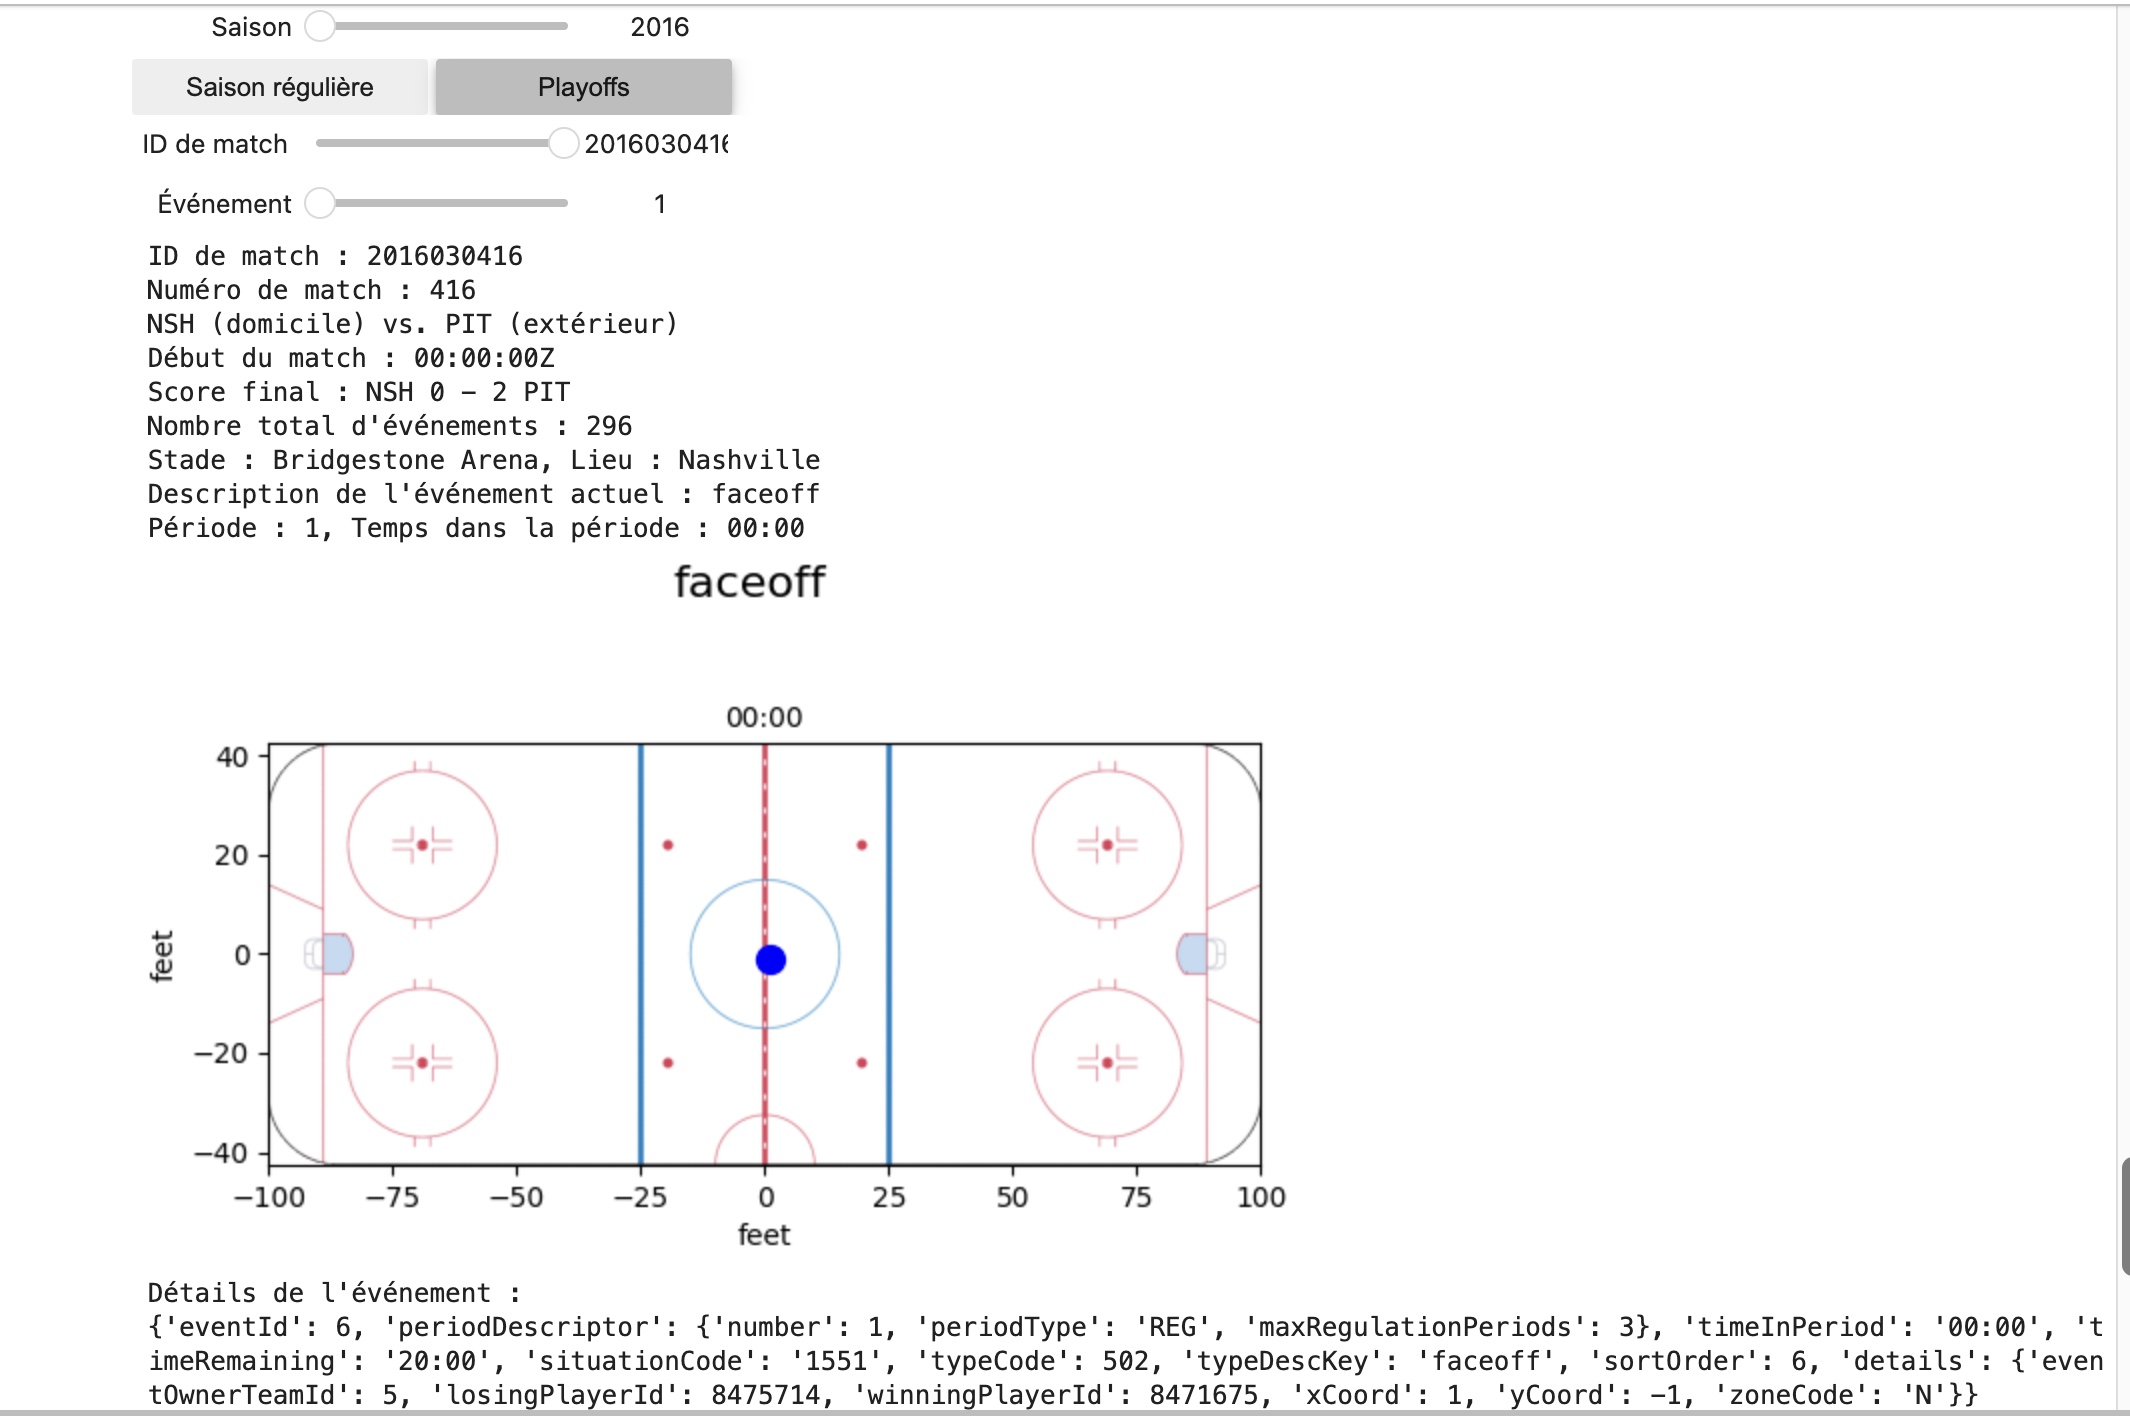 Saison 2016
Saison régulière Playoffs
ID de match 2016030416
Événement 1
ID de match : 2016030416
Numéro de match : 416
NSH (domicile) vs. PIT (extérieur)
Début du match : 00:00:00Z
Score final : NSH 0 – 2 PIT
Nombre total d'événements : 296
Stade : Bridgestone Arena, Lieu : Nashville
Description de l'événement actuel : faceoff
Période : 1, Temps dans la période : 00:00
faceoff
00:00
40
20
0
−20
−40
feet
−100 −75 −50 −25 0 25 50 75 100
feet
Détails de l'événement :
{'eventId': 6, 'periodDescriptor': {'number': 1, 'periodType': 'REG', 'maxRegulationPeriods': 3}, 'timeInPeriod': '00:00', 't
imeRemaining': '20:00', 'situationCode': '1551', 'typeCode': 502, 'typeDescKey': 'faceoff', 'sortOrder': 6, 'details': {'even
tOwnerTeamId': 5, 'losingPlayerId': 8475714, 'winningPlayerId': 8471675, 'xCoord': 1, 'yCoord': -1, 'zoneCode': 'N'}}